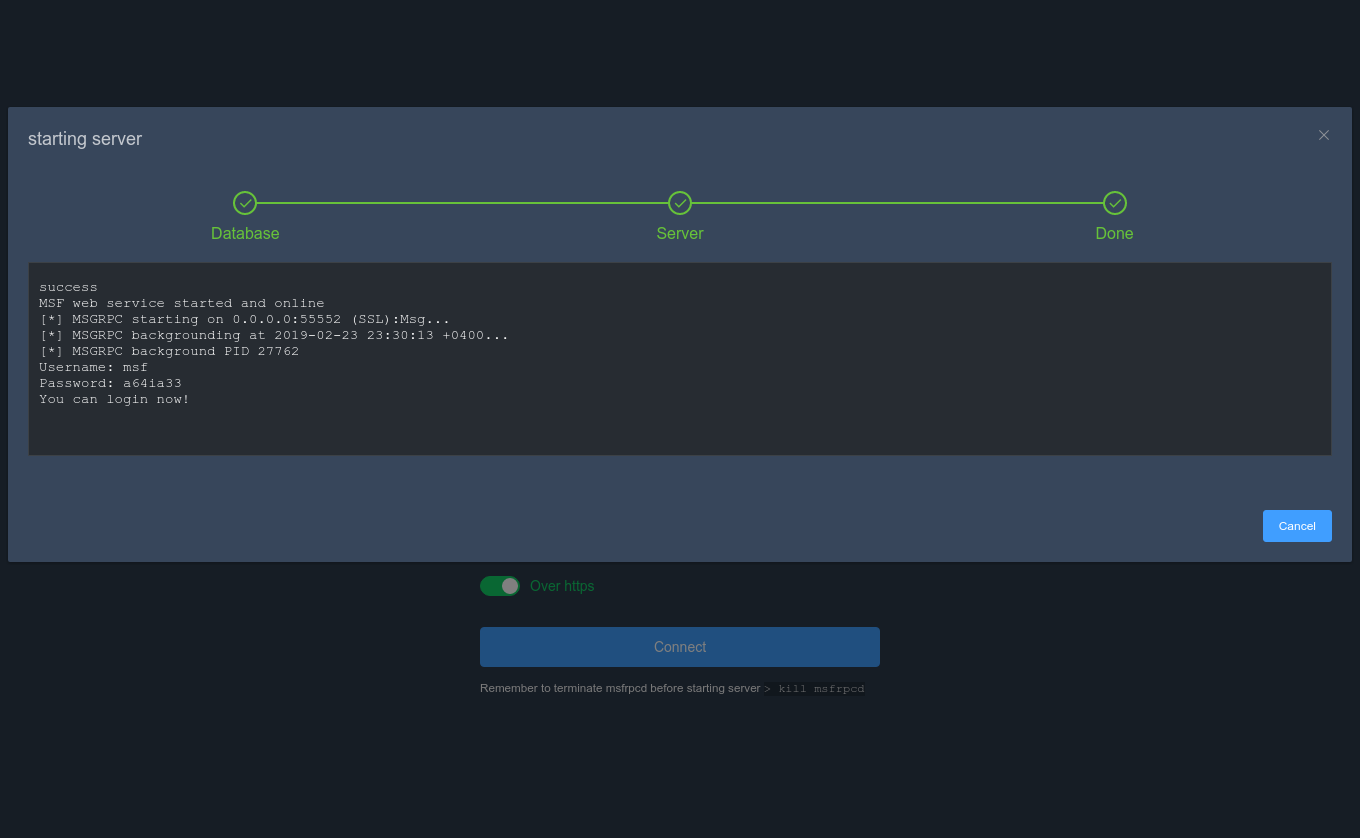 starting server
Database
Server
Done
success
MSF web service started and online
[*] MSGRPC starting on 0.0.0.0:55552 (SSL):Msg...
[*] MSGRPC backgrounding at 2019-02-23 23:30:13 +0400...
[*] MSGRPC background PID 27762
Username: msf
Password: a64ia33
You can login now!
Cancel
Over https
Connect
Remember to terminate msfrpcd before starting server > kill msfrpcd